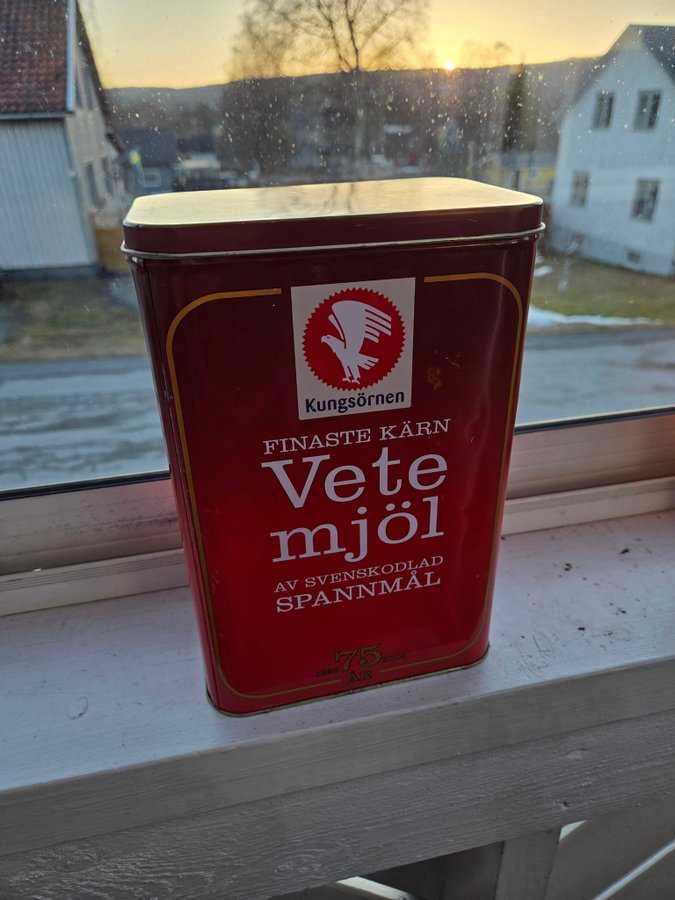 Kungsörnen
FINASTE KÄRN
Vete
mjöl
AV SVENSKODLAD
SPANNMÅL
75
ÅR